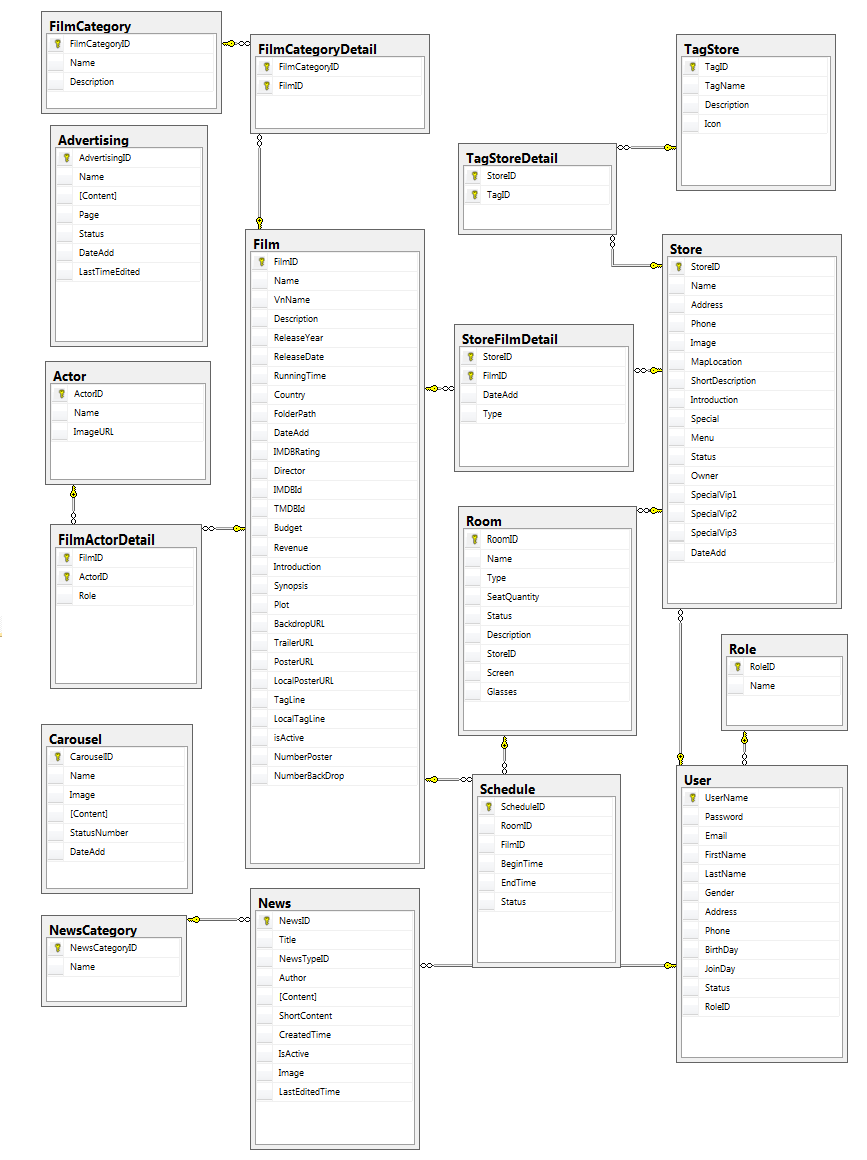 FilmCategory
FilmCategoryID
Name
Description
FilmCategoryDetail
FilmCategoryID
FilmID
TagStore
TagID
TagName
Description
Icon
Advertising
AdvertisingID
Name
[Content]
Page
Status
DateAdd
LastTimeEdited
TagStoreDetail
StoreID
TagID
Film
FilmID
Name
VnName
Description
ReleaseYear
ReleaseDate
RunningTime
Country
FolderPath
DateAdd
IMDBRating
Director
IMDBId
TMDBId
Budget
Revenue
Introduction
Synopsis
Plot
BackdropURL
TrailerURL
PosterURL
LocalPosterURL
TagLine
LocalTagLine
isActive
NumberPoster
NumberBackDrop
Store
StoreID
Name
Address
Phone
Image
MapLocation
ShortDescription
Introduction
Special
Menu
Status
Owner
SpecialVip1
SpecialVip2
SpecialVip3
DateAdd
StoreFilmDetail
StoreID
FilmID
DateAdd
Type
Actor
ActorID
Name
ImageURL
FilmActorDetail
FilmID
ActorID
Role
Room
RoomID
Name
Type
SeatQuantity
Status
Description
StoreID
Screen
Glasses
Role
RoleID
Name
Carousel
CarouselID
Name
Image
[Content]
StatusNumber
DateAdd
Schedule
ScheduleID
RoomID
FilmID
BeginTime
EndTime
Status
User
UserName
Password
Email
FirstName
LastName
Gender
Address
Phone
BirthDay
JoinDay
Status
RoleID
NewsCategory
NewsCategoryID
Name
News
NewsID
Title
NewsTypeID
Author
[Content]
ShortContent
CreatedTime
IsActive
Image
LastEditedTime